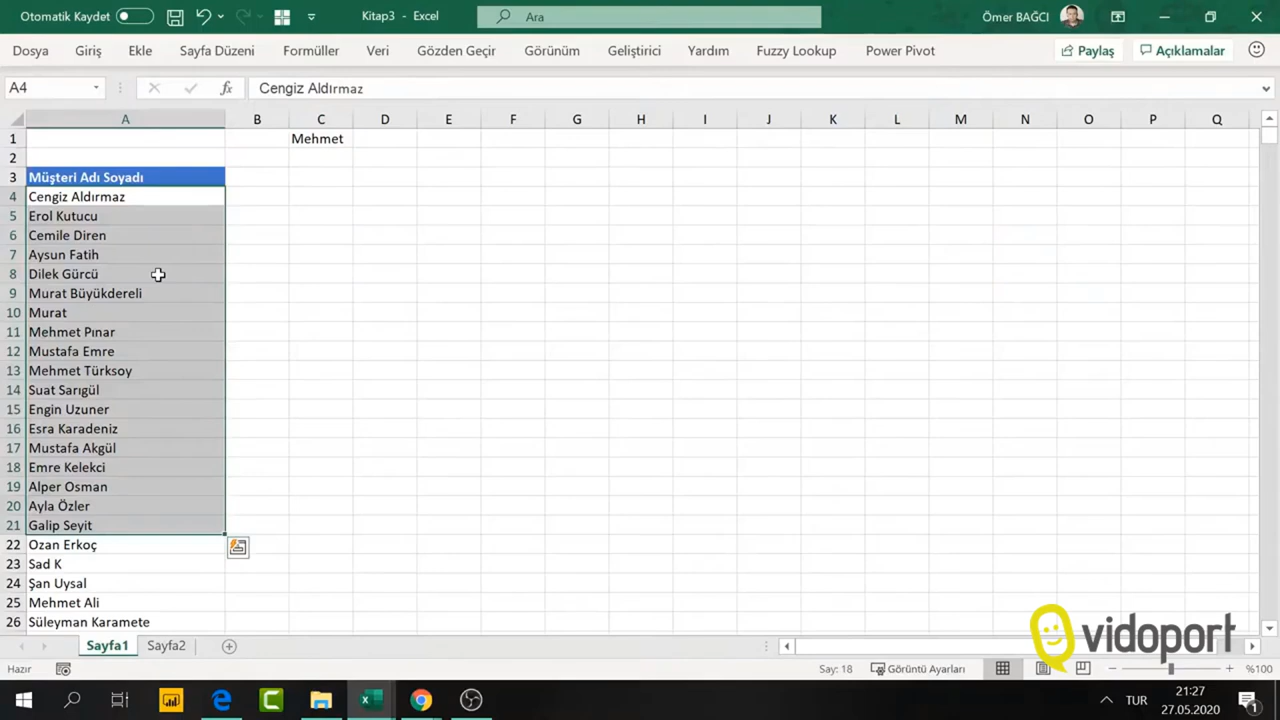 Otomatik Kaydet
Kitap3 - Excel
Ara
Ömer BAĞCI
Dosya Giriş Ekle Sayfa Düzeni Formüller Veri Gözden Geçir Görünüm Geliştirici Yardım Fuzzy Lookup Power Pivot Paylaş Açıklamalar
A4 fx Cengiz Aldırmaz
A B C D E F G H I J K L M N O P Q
1 Mehmet
2
3 Müşteri Adı Soyadı
4 Cengiz Aldırmaz
5 Erol Kutucu
6 Cemile Diren
7 Aysun Fatih
8 Dilek Gürcü
9 Murat Büyükdereli
10 Murat
11 Mehmet Pınar
12 Mustafa Emre
13 Mehmet Türksoy
14 Suat Sarıgül
15 Engin Uzuner
16 Esra Karadeniz
17 Mustafa Akgül
18 Emre Kelekci
19 Alper Osman
20 Ayla Özler
21 Galip Seyit
22 Ozan Erkoç
23 Sad K
24 Şan Uysal
25 Mehmet Ali
26 Süleyman Karamete
vidoport
Sayfa1 Sayfa2
Hazır Say: 18 Görüntü Ayarları %100
TUR 21:27
27.05.2020 1